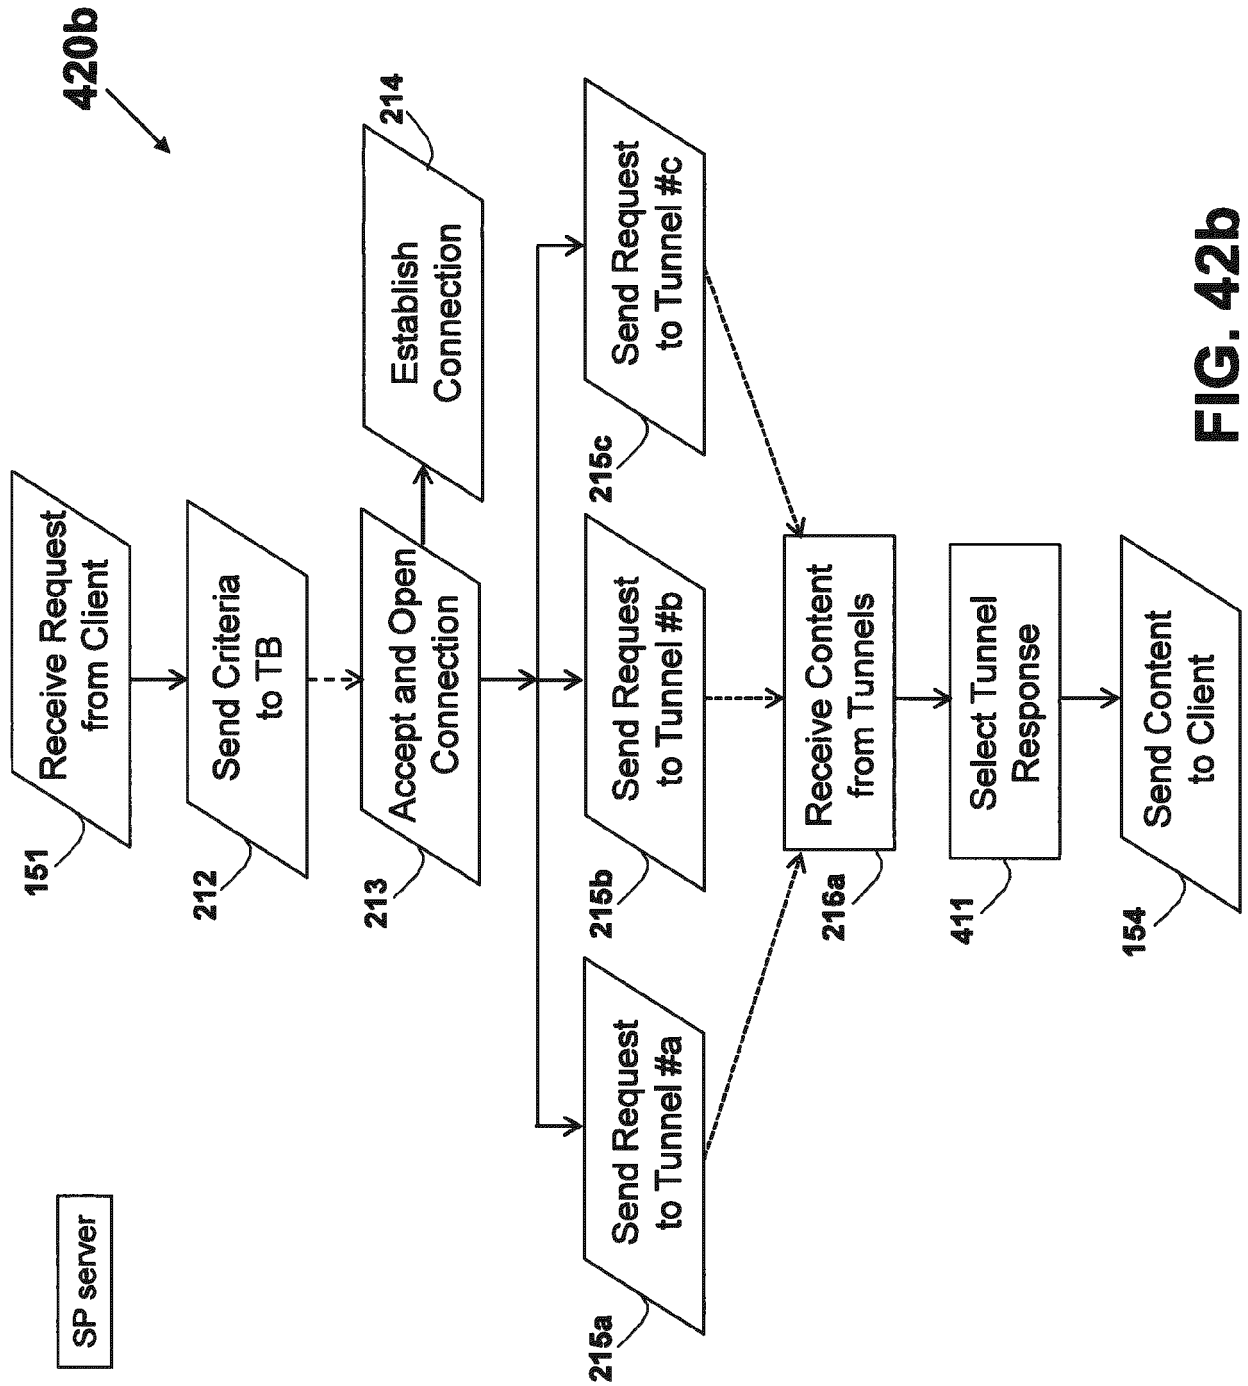 SP server
420b
151
Receive Request
from Client
212
Send Criteria
to TB
213
Accept and Open
Connection
214
Establish
Connection
215a
Send Request
to Tunnel #a
215b
Send Request
to Tunnel #b
215c
Send Request
to Tunnel #c
216a
Receive Content
from Tunnels
411
Select Tunnel
Response
154
Send Content
to Client
FIG. 42b